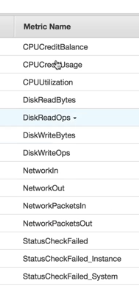 Metric Name
CPUCreditBalance
CPUCreditUsage
CPUUtilization
DiskReadBytes
DiskReadOps
DiskWriteBytes
DiskWriteOps
NetworkIn
NetworkOut
NetworkPacketsIn
NetworkPacketsOut
StatusCheckFailed
StatusCheckFailed_Instance
StatusCheckFailed_System